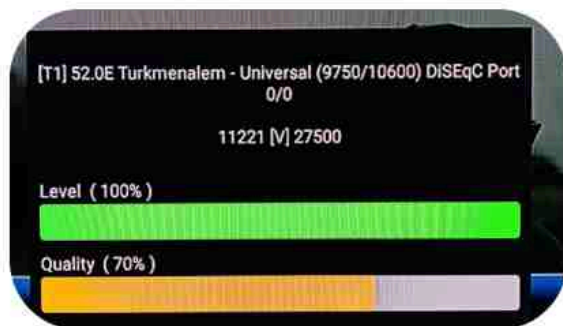 [T1] 52.0E Turkmenalem - Universal (9750/10600) DiSEqC Port
0/0
11221 [V] 27500
Level ( 100% )
Quality ( 70% )